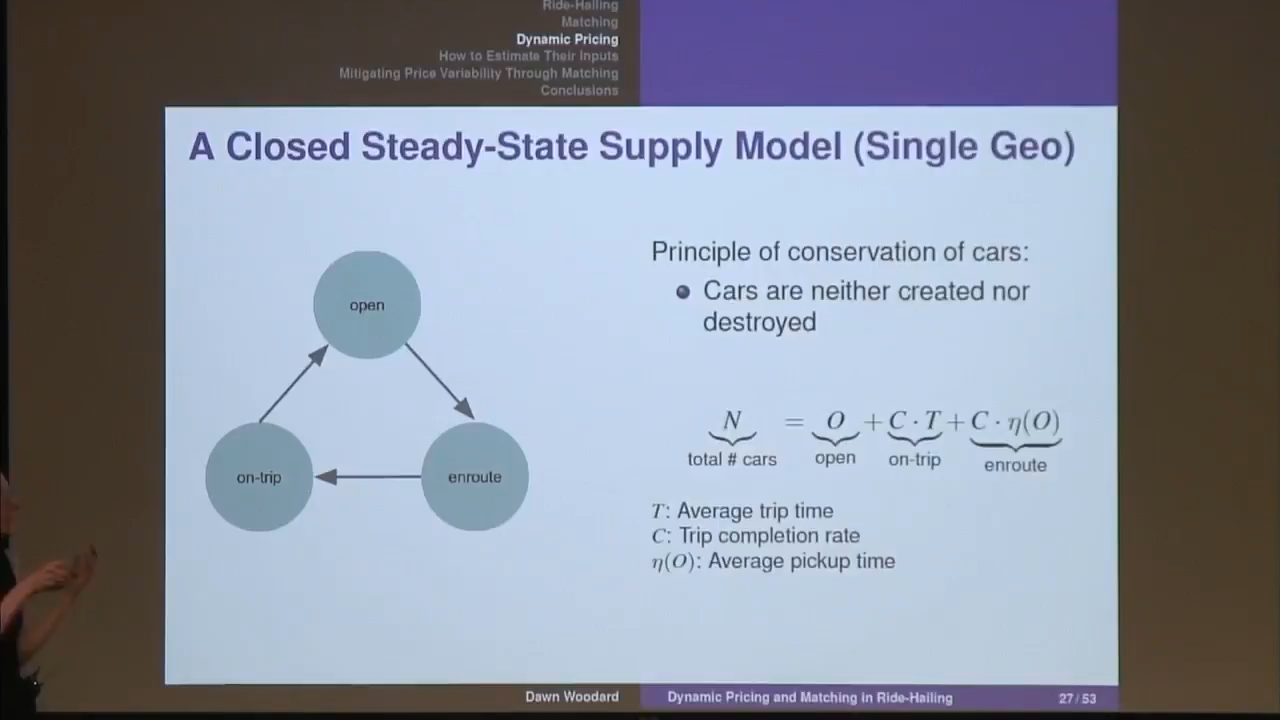 Ride-Hailing
Matching
Dynamic Pricing
How to Estimate Their Inputs
Mitigating Price Variability Through Matching
Conclusions
A Closed Steady-State Supply Model (Single Geo)
open
on-trip
enroute
Principle of conservation of cars:
Cars are neither created nor
destroyed
N = O + C · T + C · η(O)
total # cars open on-trip enroute
T: Average trip time
C: Trip completion rate
η(O): Average pickup time
Dawn Woodard Dynamic Pricing and Matching in Ride-Hailing 27 / 53